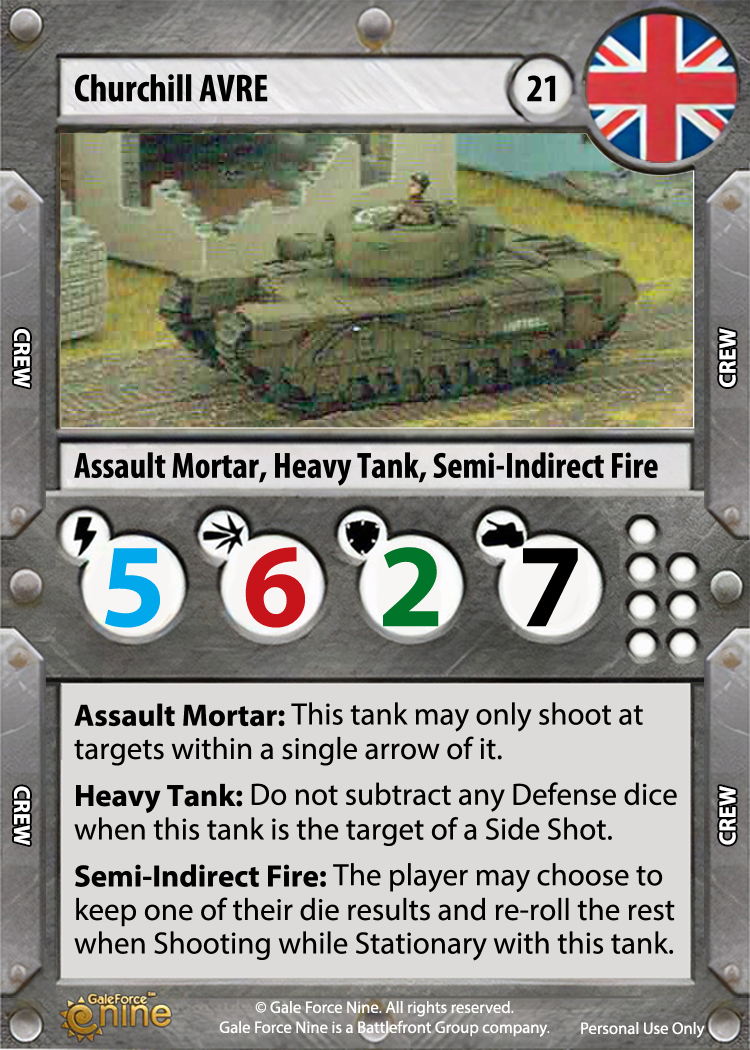 Churchill AVRE
21
CREW
CREW
Assault Mortar, Heavy Tank, Semi-Indirect Fire
5 6 2 7
Assault Mortar: This tank may only shoot at
targets within a single arrow of it.
Heavy Tank: Do not subtract any Defense dice
when this tank is the target of a Side Shot.
CREW
CREW
Semi-Indirect Fire: The player may choose to
keep one of their die results and re-roll the rest
when Shooting while Stationary with this tank.
GaleForce™
nine
© Gale Force Nine. All rights reserved.
Gale Force Nine is a Battlefront Group company.
Personal Use Only